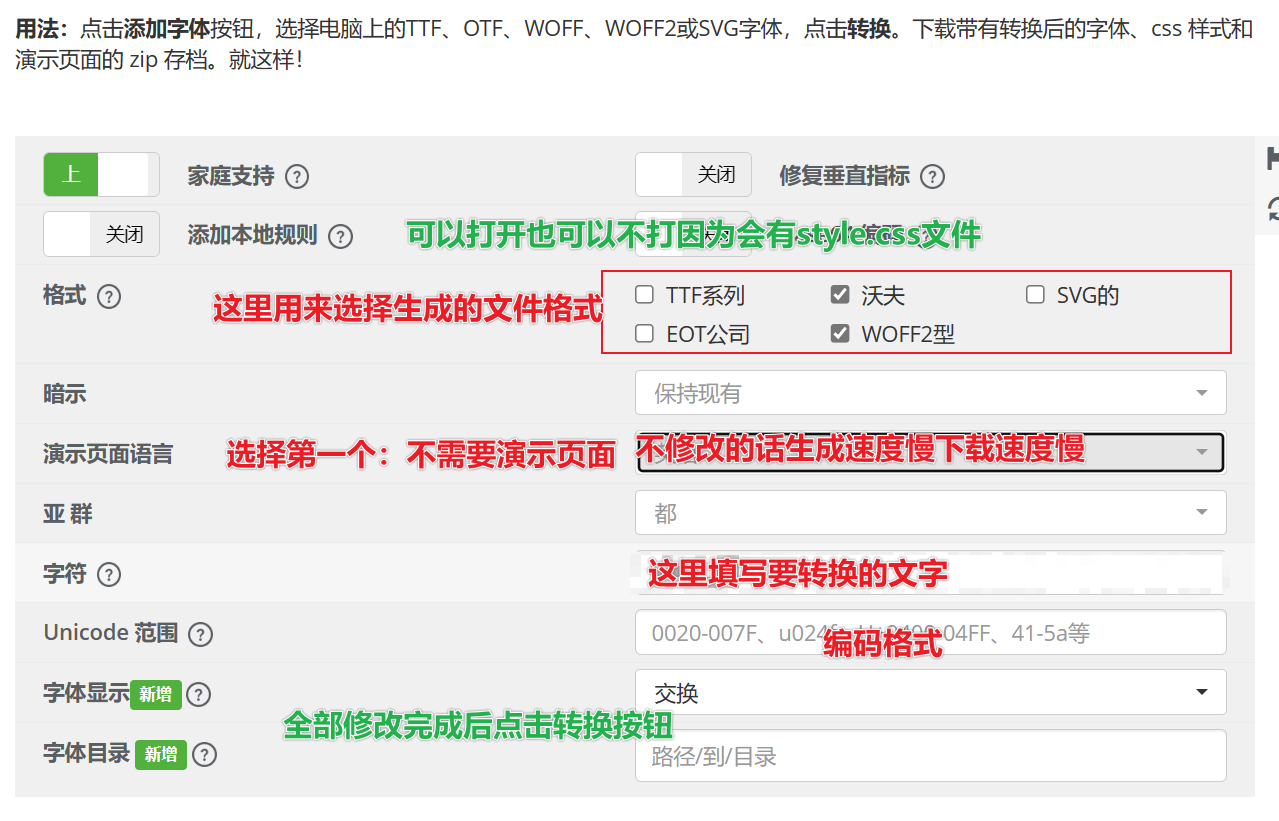 用法：点击添加字体按钮，选择电脑上的TTF、OTF、WOFF、WOFF2或SVG字体，点击转换。下载带有转换后的字体、css 样式和
演示页面的 zip 存档。就这样！
上 家庭支持 ? 关闭 修复垂直指标 ?
关闭 添加本地规则 ? 可以打开也可以不打因为会有style.css文件
格式 ? 这里用来选择生成的文件格式 TTF系列 沃夫 SVG的
EOT公司 WOFF2型
暗示 保持现有
演示页面语言 选择第一个：不需要演示页面 不修改的话生成速度慢下载速度慢
亚群 都
字符 ? 这里填写要转换的文字
Unicode 范围 ? 0020-007F、u024f 04FF、41-5a等
编码格式
字体显示 新增 ? 交换
全部修改完成后点击转换按钮
字体目录 新增 ? 路径/到/目录